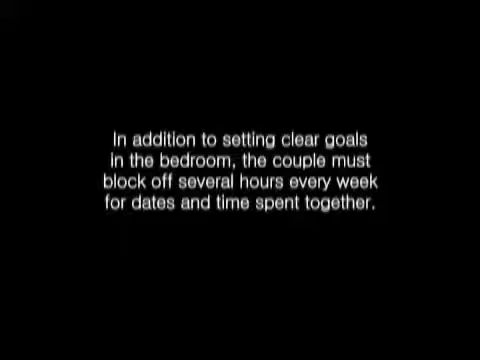 In addition to setting clear goals
in the bedroom, the couple must
block off several hours every week
for dates and time spent together.